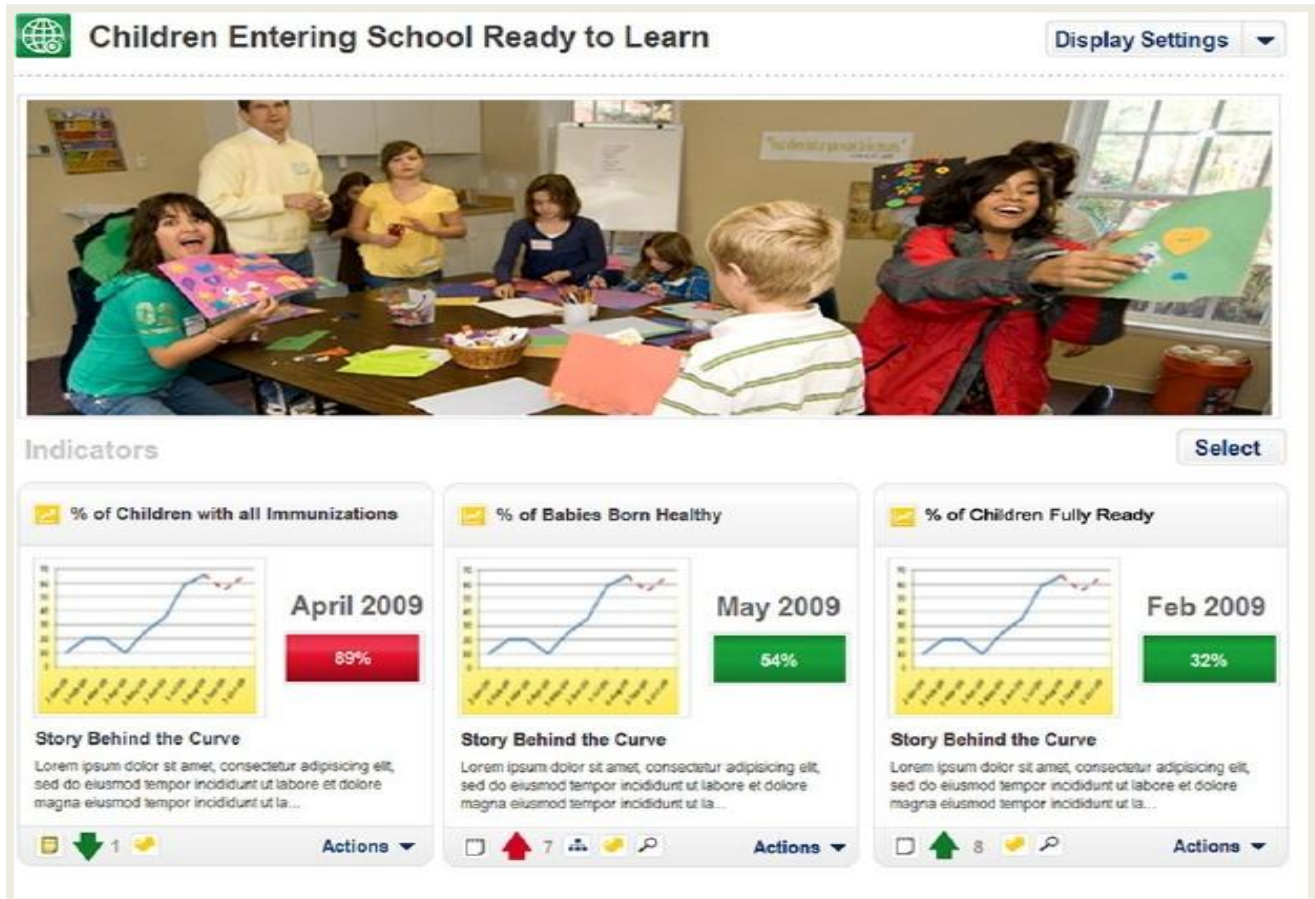 Children Entering School Ready to Learn
Display Settings
Indicators
Select
% of Children with all Immunizations
April 2009
89%
Story Behind the Curve
Lorem ipsum dolor sit amet, consectetur adipisicing elit,
sed do eiusmod tempor incididunt ut labore et dolore
magna eiusmod tempor incididunt ut la...
1
Actions
% of Babies Born Healthy
May 2009
54%
Story Behind the Curve
Lorem ipsum dolor sit amet, consectetur adipisicing elit,
sed do eiusmod tempor incididunt ut labore et dolore
magna eiusmod tempor incididunt ut la...
7
Actions
% of Children Fully Ready
Feb 2009
32%
Story Behind the Curve
Lorem ipsum dolor sit amet, consectetur adipisicing elit,
sed do eiusmod tempor incididunt ut labore et dolore
magna eiusmod tempor incididunt ut la...
8
Actions